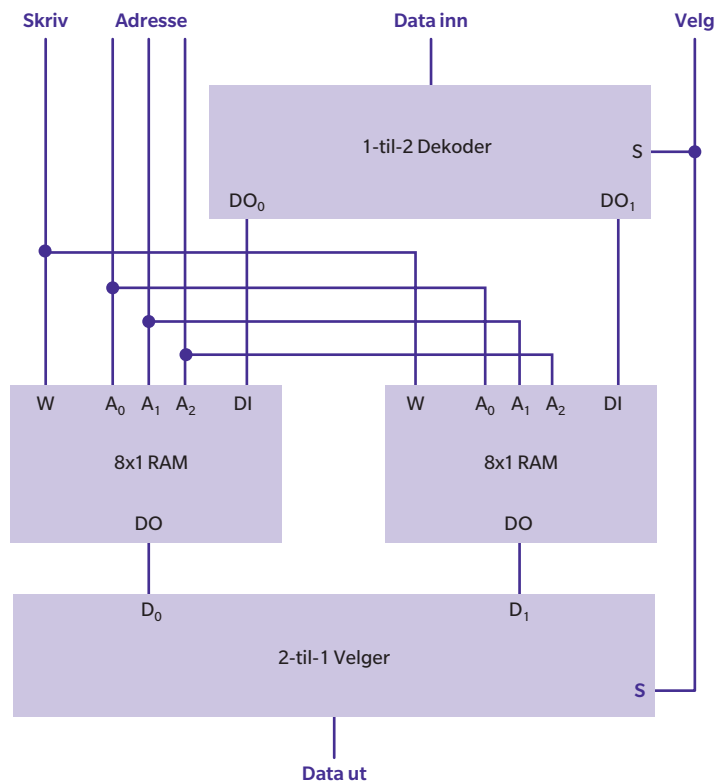 Skriv Adresse Data inn Velg
1-til-2 Dekoder
S
DO₀ DO₁
W A₀ A₁ A₂ DI W A₀ A₁ A₂ DI
8x1 RAM 8x1 RAM
DO DO
D₀ D₁
2-til-1 Velger
S
Data ut